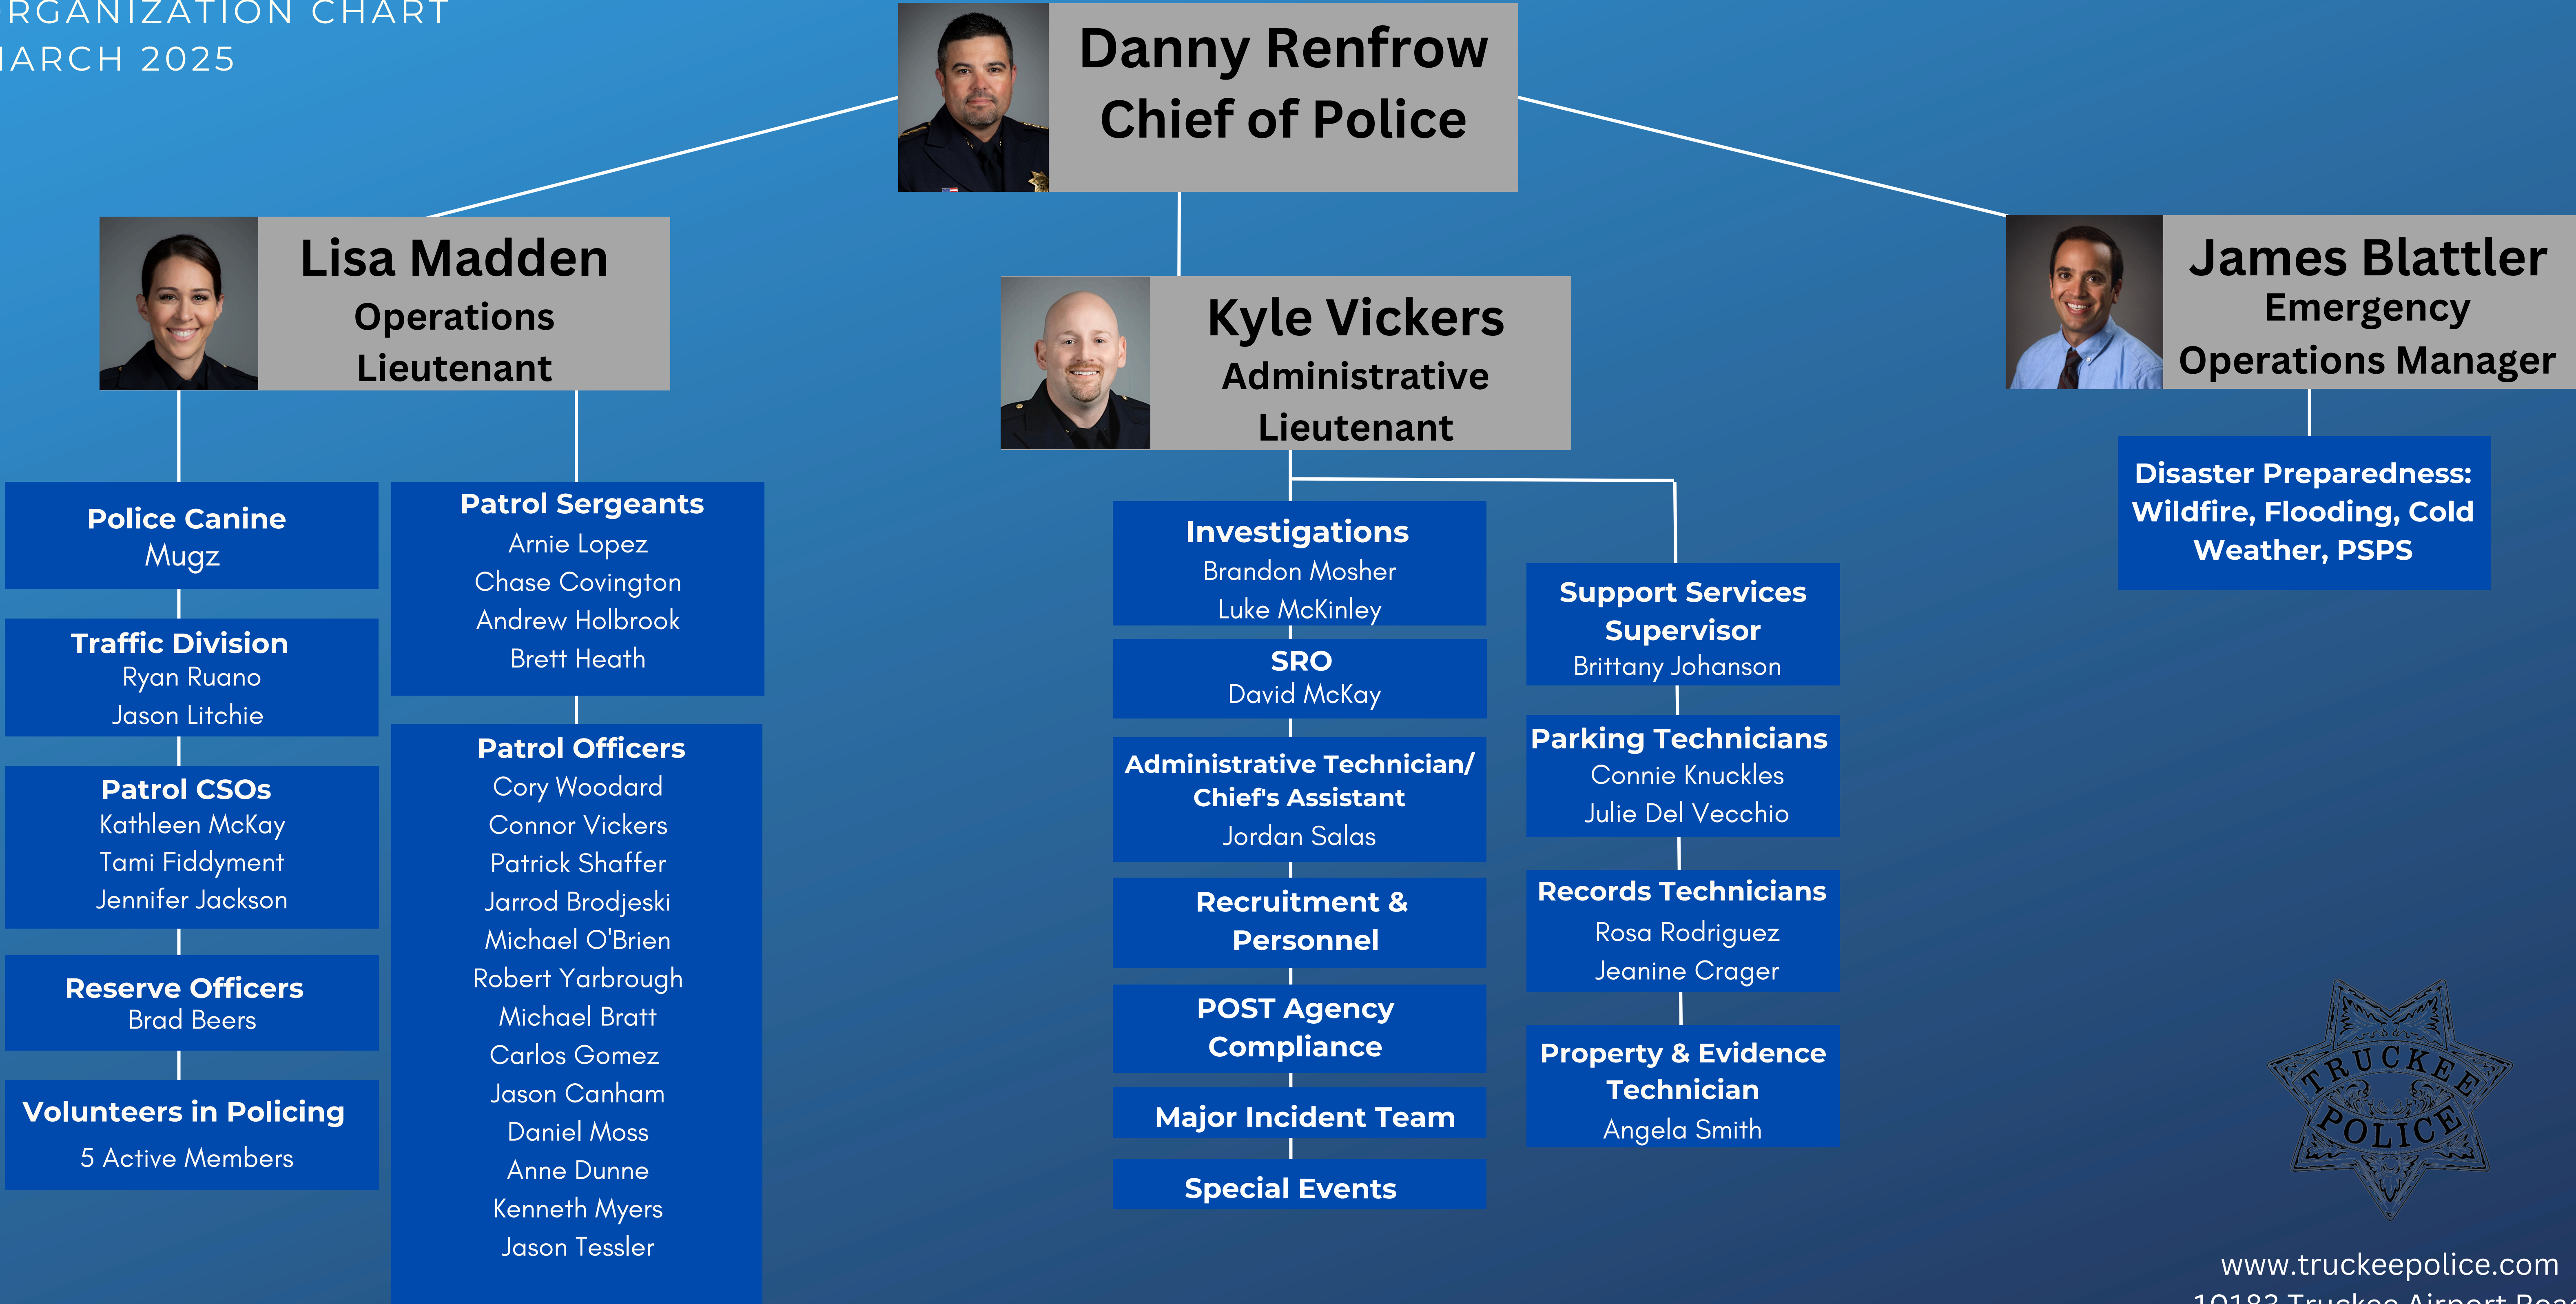 ORGANIZATION CHART
MARCH 2025
Danny Renfrow
Chief of Police
Lisa Madden
Operations
Lieutenant
Kyle Vickers
Administrative
Lieutenant
James Blattler
Emergency
Operations Manager
Police Canine
Mugz
Traffic Division
Ryan Ruano
Jason Litchie
Patrol CSOs
Kathleen McKay
Tami Fiddyment
Jennifer Jackson
Reserve Officers
Brad Beers
Volunteers in Policing
5 Active Members
Patrol Sergeants
Arnie Lopez
Chase Covington
Andrew Holbrook
Brett Heath
Patrol Officers
Cory Woodard
Connor Vickers
Patrick Shaffer
Jarrod Brodjeski
Michael O'Brien
Robert Yarbrough
Michael Bratt
Carlos Gomez
Jason Canham
Daniel Moss
Anne Dunne
Kenneth Myers
Jason Tessler
Investigations
Brandon Mosher
Luke McKinley
SRO
David McKay
Administrative Technician/
Chief's Assistant
Jordan Salas
Recruitment &
Personnel
POST Agency
Compliance
Major Incident Team
Special Events
Support Services
Supervisor
Brittany Johanson
Parking Technicians
Connie Knuckles
Julie Del Vecchio
Records Technicians
Rosa Rodriguez
Jeanine Crager
Property & Evidence
Technician
Angela Smith
Disaster Preparedness:
Wildfire, Flooding, Cold
Weather, PSPS
TRUCKEE
POLICE
www.truckeepolice.com
10183 Truckee Airport Road